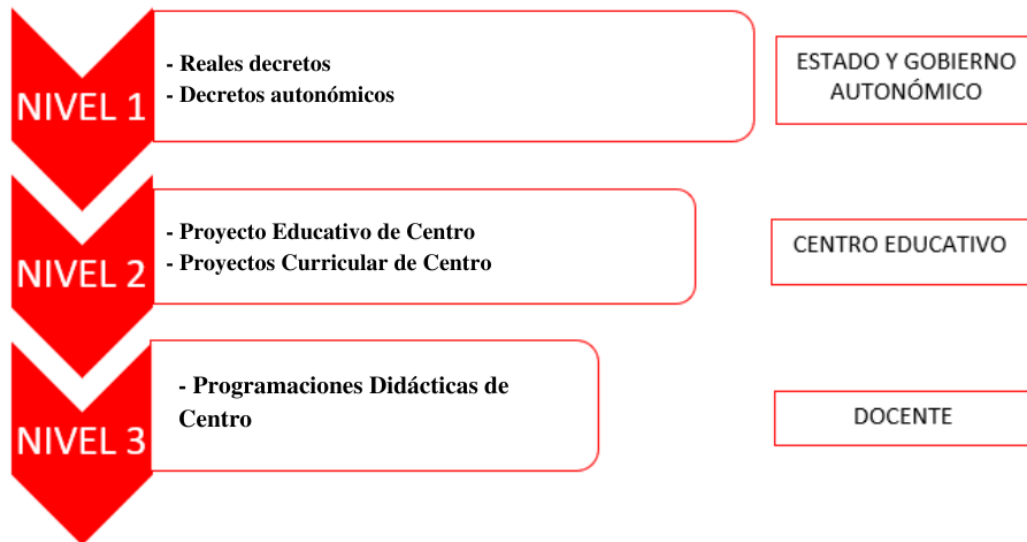 NIVEL 1
- Reales decretos
- Decretos autonómicos
ESTADO Y GOBIERNO
AUTONÓMICO
NIVEL 2
- Proyecto Educativo de Centro
- Proyectos Curricular de Centro
CENTRO EDUCATIVO
NIVEL 3
- Programaciones Didácticas de
Centro
DOCENTE